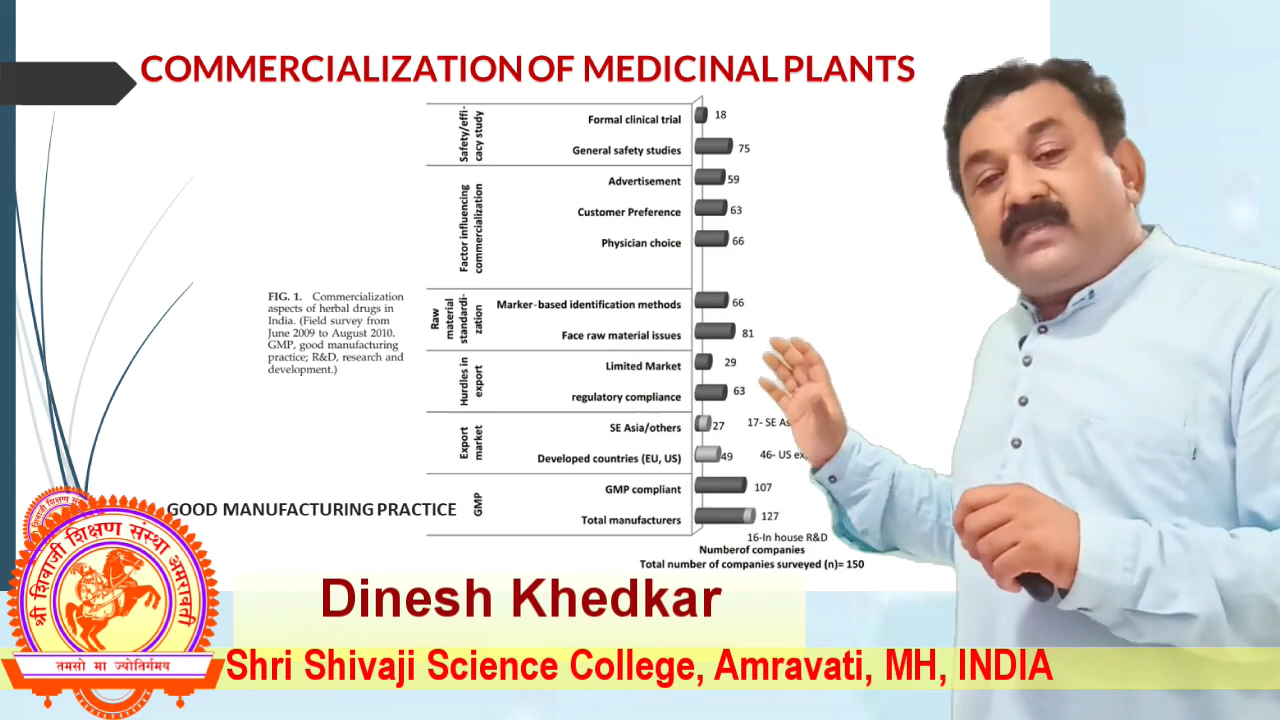 COMMERCIALIZATION OF MEDICINAL PLANTS
Safety/effi-
cacy study
Formal clinical trial 18
General safety studies 75
Factor influencing
commercialization
Advertisement 59
Customer Preference 63
Physician choice 66
FIG. 1. Commercialization
aspects of herbal drugs in
India. (Field survey from
June 2009 to August 2010.
GMP, good manufacturing
practice; R&D, research and
development.)
Raw
material
standardi-
zation
Marker-based identification methods 66
Face raw material issues 81
Hurdles in
export
Limited Market 29
regulatory compliance 63
Export
market
SE Asia/others 27 17- SE
Developed countries (EU, US) 49 46- US
GMP
GMP compliant 107
Total manufacturers 127
GOOD MANUFACTURING PRACTICE
16-In house R&D
Numberof companies
Total number of companies surveyed (n)= 150
श्री शिवाजी शिक्षण संस्था अमरावती
तमसो मा ज्योतिर्गमय
Dinesh Khedkar
Shri Shivaji Science College, Amravati, MH, INDIA